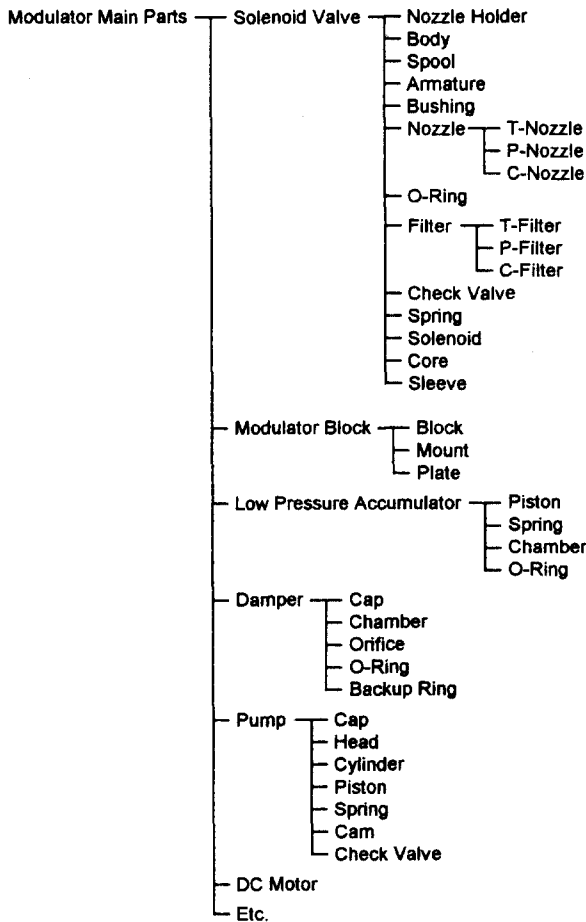 Modulator Main Parts Solenoid Valve Nozzle Holder
Body
Spool
Armature
Bushing
Nozzle T-Nozzle
P-Nozzle
C-Nozzle
O-Ring
Filter T-Filter
P-Filter
C-Filter
Check Valve
Spring
Solenoid
Core
Sleeve
Modulator Block Block
Mount
Plate
Low Pressure Accumulator Piston
Spring
Chamber
O-Ring
Damper Cap
Chamber
Orifice
O-Ring
Backup Ring
Pump Cap
Head
Cylinder
Piston
Spring
Cam
Check Valve
DC Motor
Etc.